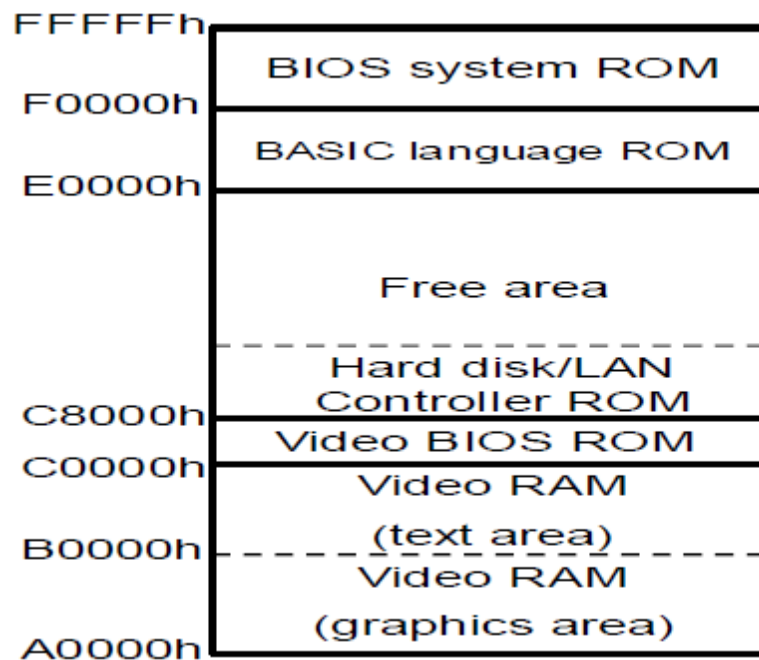 FFFFFh
BIOS system ROM
F0000h
BASIC language ROM
E0000h
Free area
Hard disk/LAN
Controller ROM
C8000h
Video BIOS ROM
C0000h
Video RAM
(text area)
B0000h
Video RAM
(graphics area)
A0000h